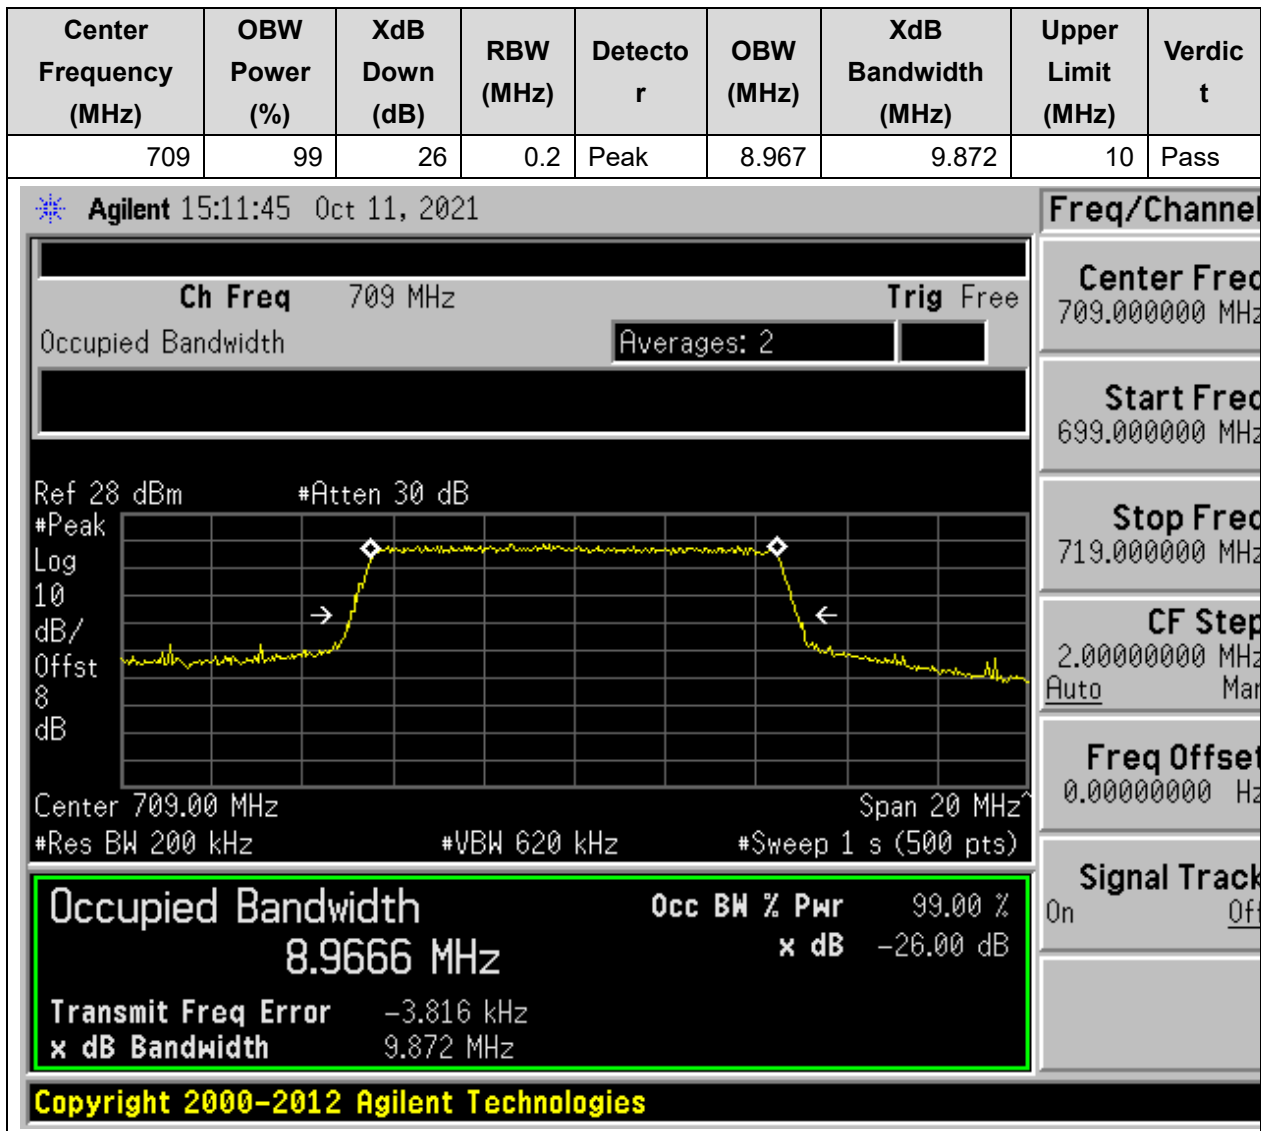 Center Frequency (MHz) | OBW Power (%) | XdB Down (dB) | RBW (MHz) | Detector | OBW (MHz) | XdB Bandwidth (MHz) | Upper Limit (MHz) | Verdict
709 | 99 | 26 | 0.2 | Peak | 8.967 | 9.872 | 10 | Pass
Agilent 15:11:45 Oct 11, 2021
Ch Freq 709 MHz Trig Free
Occupied Bandwidth Averages: 2
Ref 28 dBm #Atten 30 dB
#Peak
Log
10
dB/
Offst
8
dB
Center 709.00 MHz Span 20 MHz^
#Res BW 200 kHz #VBW 620 kHz #Sweep 1 s (500 pts)
Occupied Bandwidth
8.9666 MHz
Occ BW % Pwr 99.00 %
x dB -26.00 dB
Transmit Freq Error -3.816 kHz
x dB Bandwidth 9.872 MHz
Copyright 2000-2012 Agilent Technologies
Freq/Channel
Center Freq
709.000000 MHz
Start Freq
699.000000 MHz
Stop Freq
719.000000 MHz
CF Step
2.00000000 MHz
Auto Man
Freq Offset
0.00000000 Hz
Signal Track
On Off